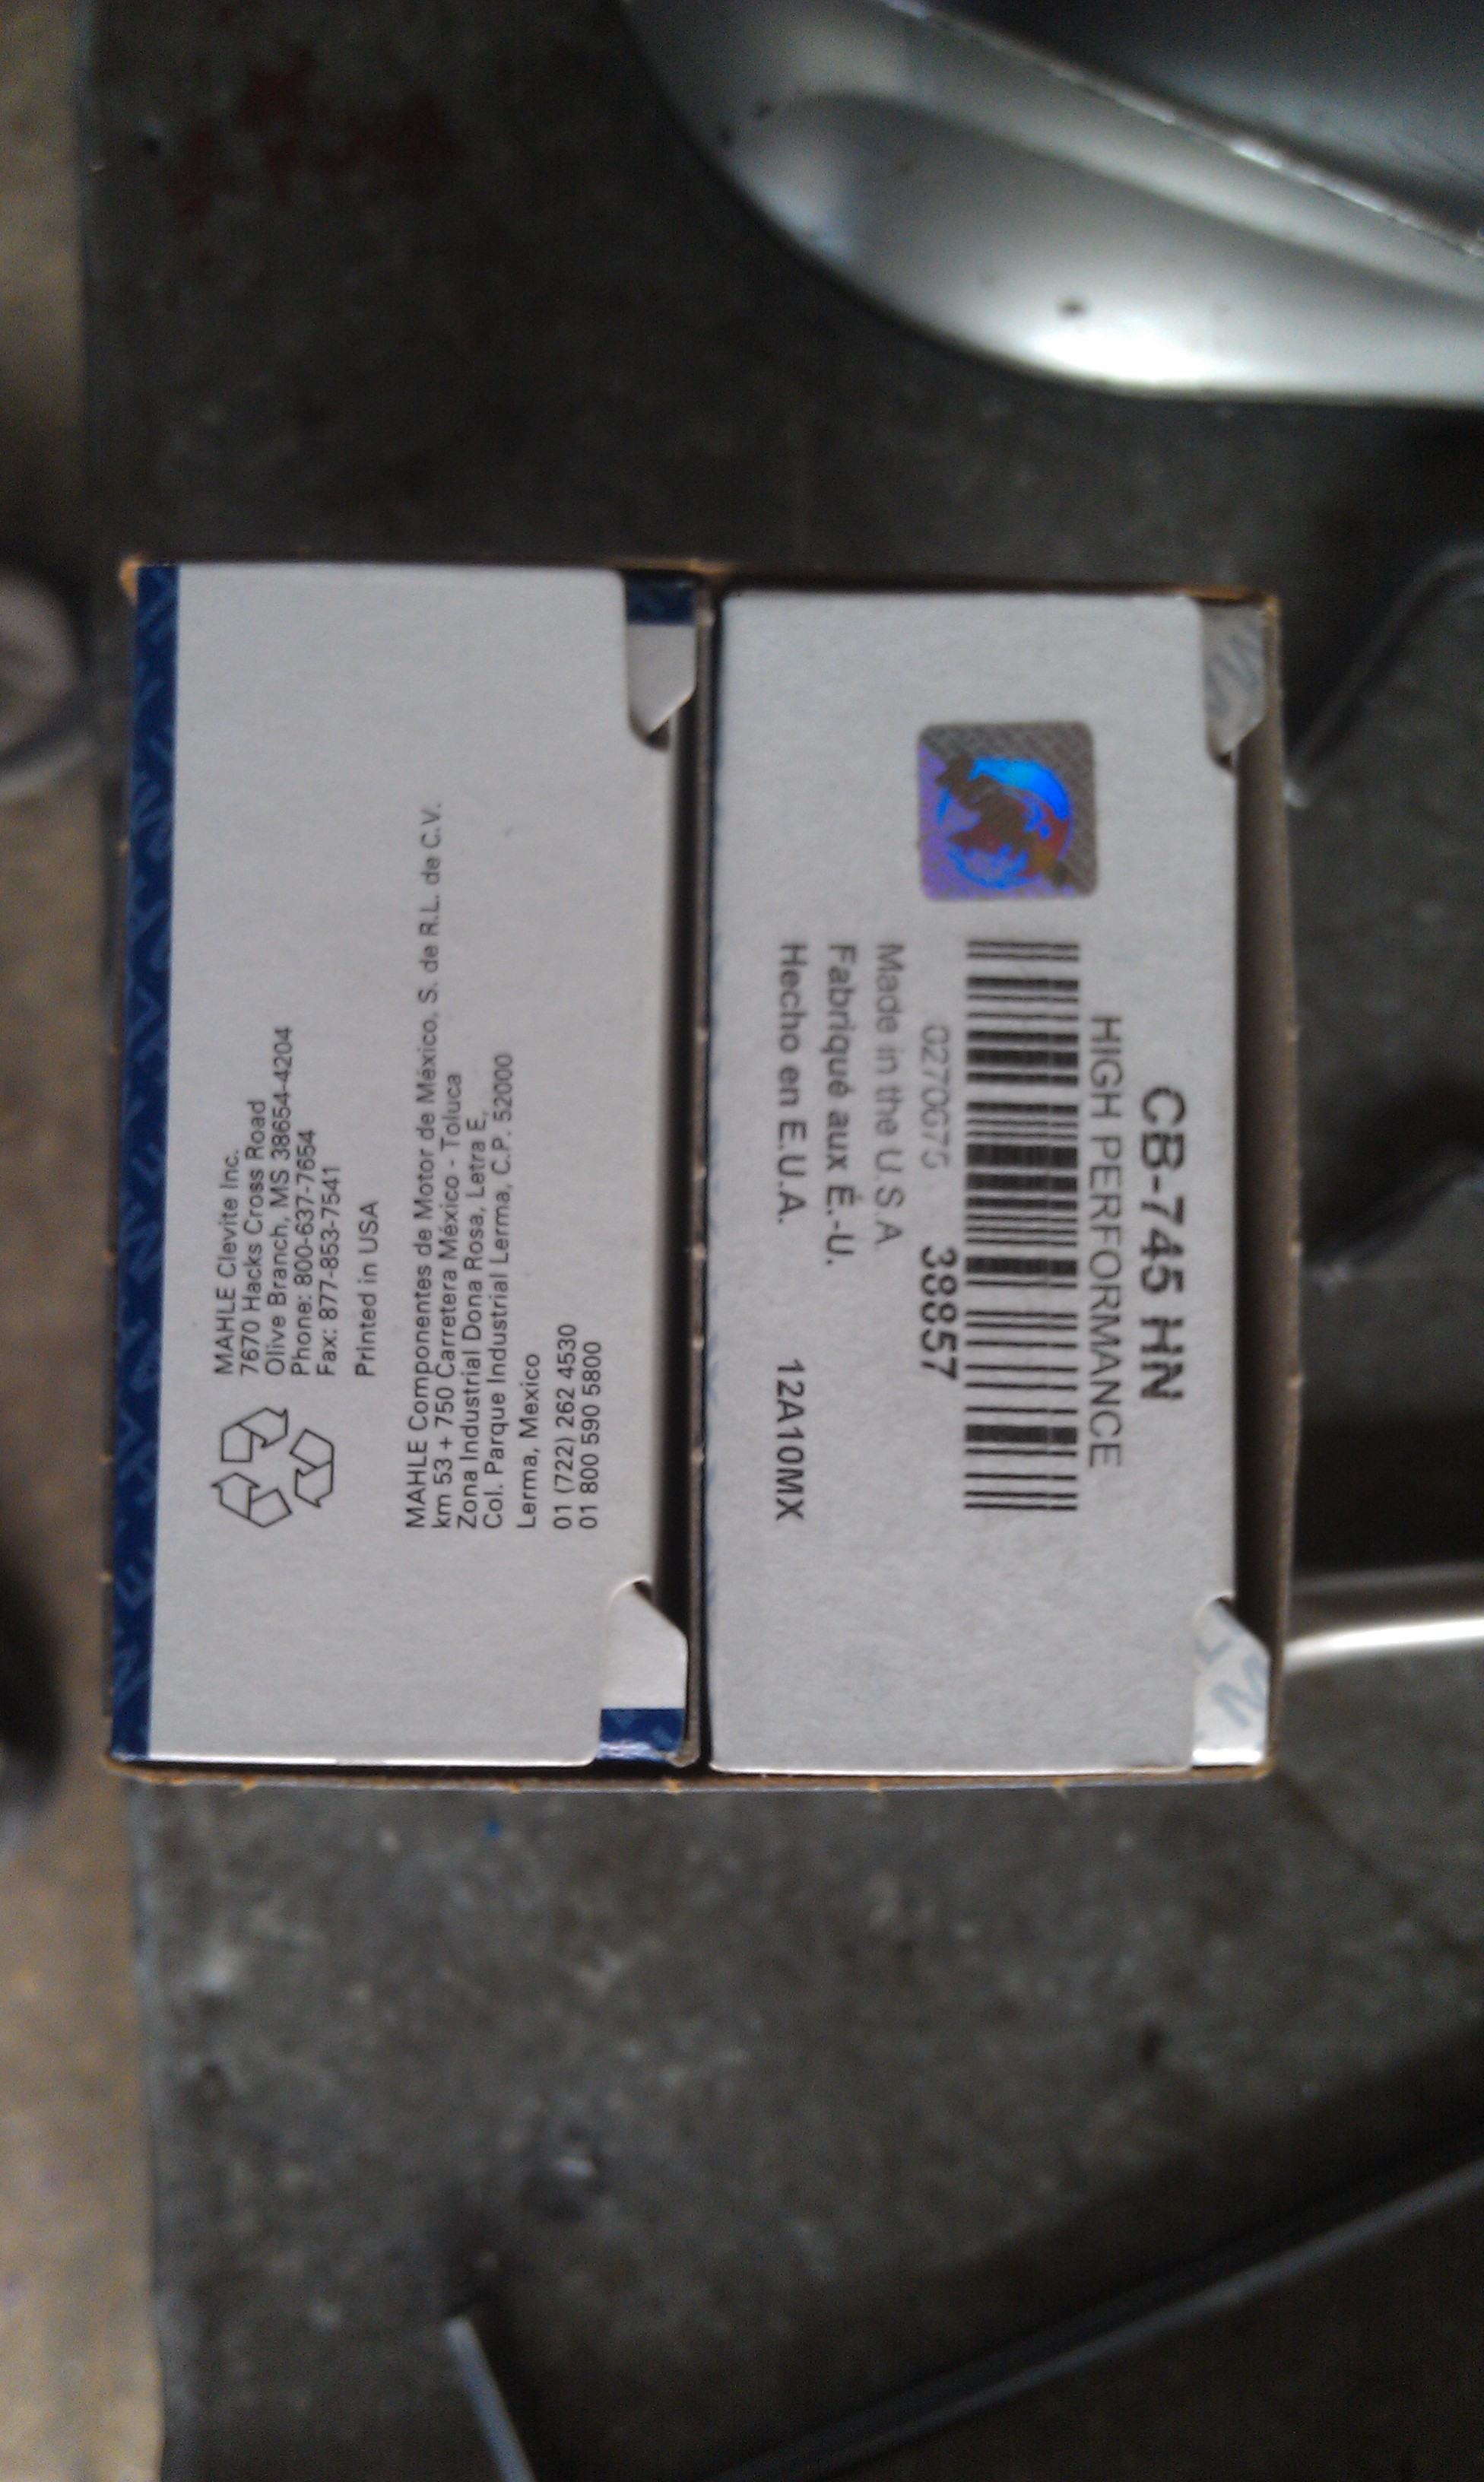 MAHLE Clevite Inc.
7670 Hacks Cross Road
Olive Branch, MS 38654-4204
Phone: 800-637-7654
Fax: 877-853-7541
Printed in USA
MAHLE Componentes de Motor de México, S. de R.L. de C.V.
km 53 + 750 Carretera México - Toluca
Zona Industrial Dona Rosa, Letra E,
Col. Parque Industrial Lerma, C.P. 52000
Lerma, Mexico
01 (722) 262 4530
01 800 590 5800
CB-745 HN
HIGH PERFORMANCE
38857
Made in the U.S.A.
Fabriqué aux É.-U.
Hecho en E.U.A. 12A10MX